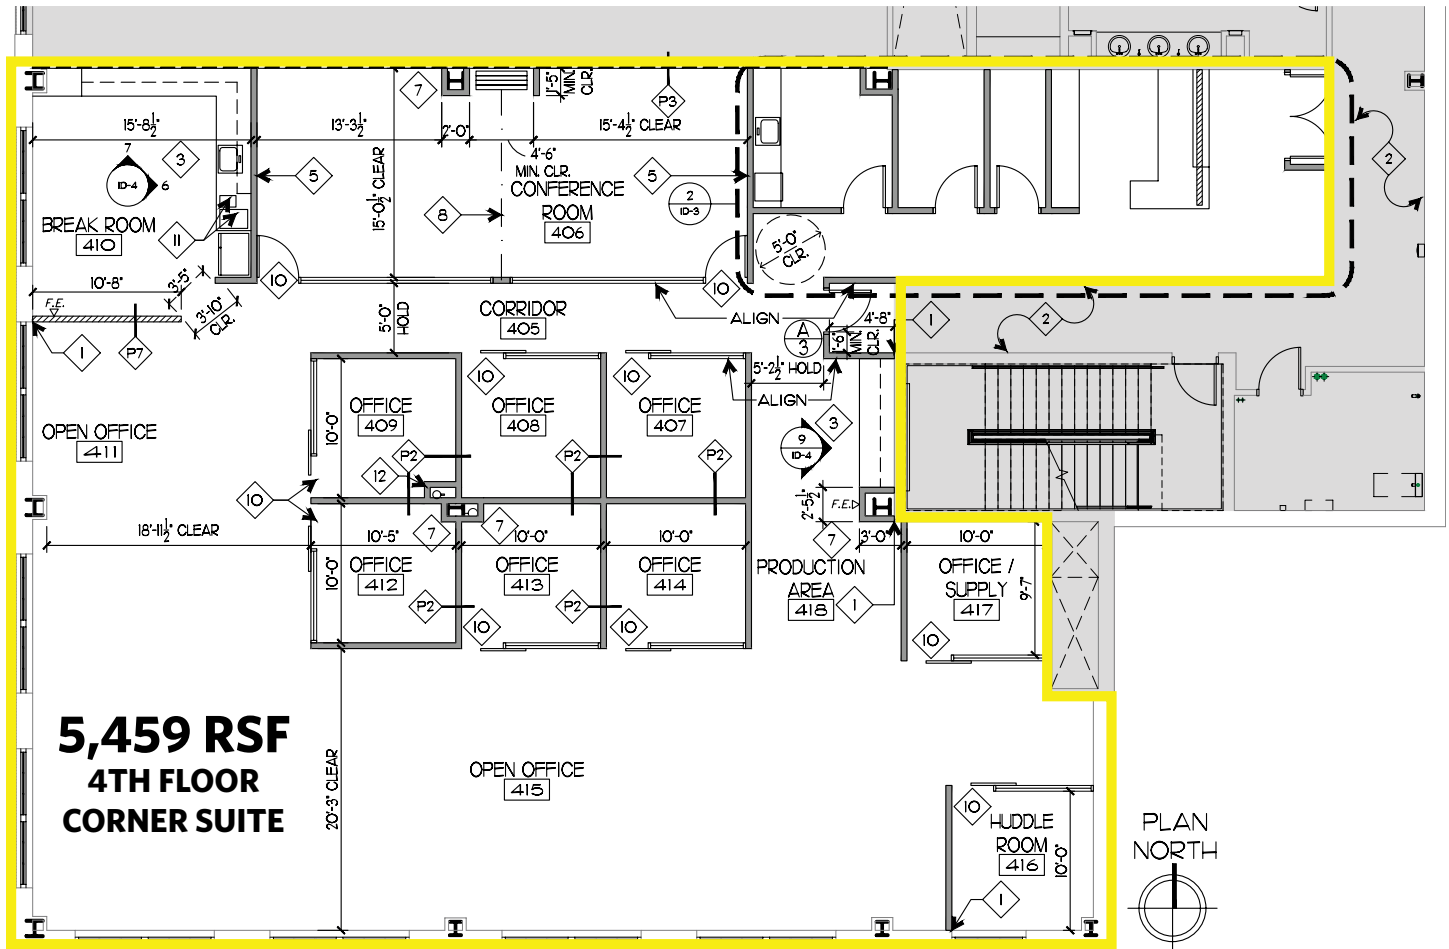 1'-5"
MIN.
CLR.
7
P3
15'-8½"
13'-3½"
2'-0"
15'-4½" CLEAR
7
3
ID-4
6
5
15'-0½" CLEAR
4'-6"
MIN. CLR.
CONFERENCE
ROOM
406
5
2
ID-3
2
8
BREAK ROOM
410
11
5'-0"
CLR.
10
10
10'-8"
3'-5"
3'-10"
CLR.
F.E.
1
P7
5'-0"
HOLD
CORRIDOR
405
ALIGN
4'-8"
A
3
1'-6"
MIN.
CLR.
1
2
5'-2½" HOLD
ALIGN
10
10
OFFICE
409
OFFICE
408
OFFICE
407
10'-0"
OPEN OFFICE
411
3
9
ID-4
P2
P2
P2
12
10
2'-5½"
F.E.
7
7
7
18'-11½" CLEAR
10'-5"
10'-0"
10'-0"
3'-0"
10'-0"
10'-0"
OFFICE
412
OFFICE
413
OFFICE
414
PRODUCTION
AREA
418
1
OFFICE /
SUPPLY
417
9'-7"
P2
P2
10
10
10
5,459 RSF
4TH FLOOR
CORNER SUITE
20'-3" CLEAR
OPEN OFFICE
415
10
HUDDLE
ROOM
416
10'-0"
1
PLAN
NORTH